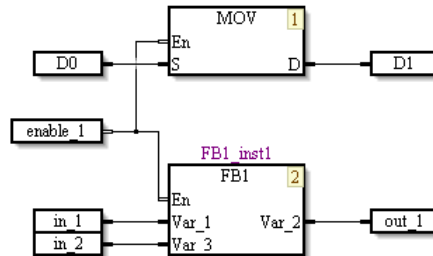 MOV 1
En
D0 S D D1
enable_1
FB1_inst1
FB1 2
En
in_1 Var_1 Var_2 out_1
in_2 Var_3